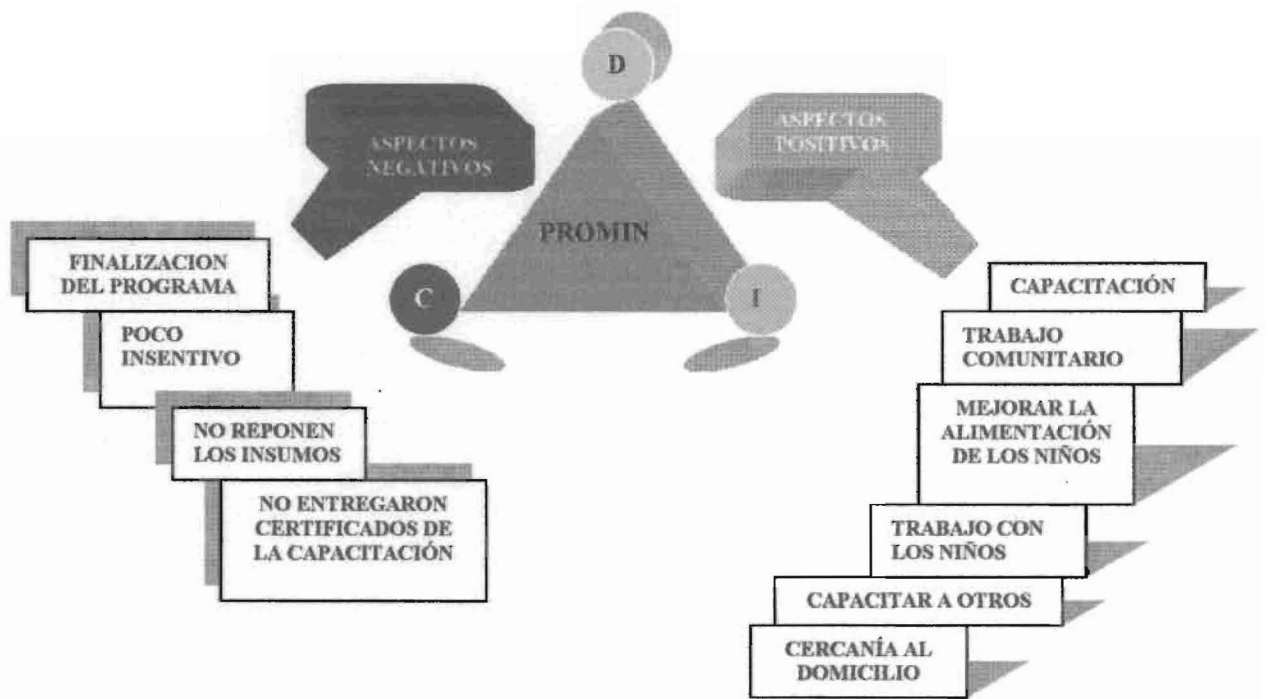 D
ASPECTOS
NEGATIVOS
ASPECTOS
POSITIVOS
PROMIN
C
I
FINALIZACION
DEL PROGRAMA
POCO
INSENTIVO
NO REPONEN
LOS INSUMOS
NO ENTREGARON
CERTIFICADOS DE
LA CAPACITACIÓN
CAPACITACIÓN
TRABAJO
COMUNITARIO
MEJORAR LA
ALIMENTACIÓN
DE LOS NIÑOS
TRABAJO CON
LOS NIÑOS
CAPACITAR A OTROS
CERCANÍA AL
DOMICILIO